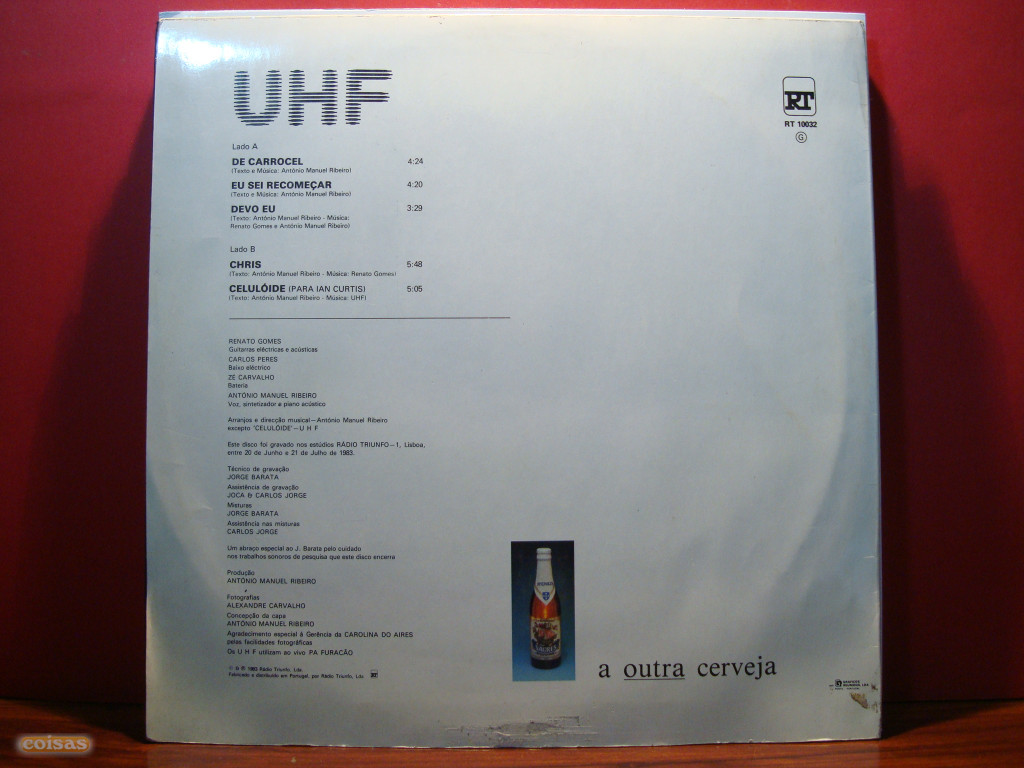 UHF
RT
RT 10032
G
Lado A
DE CARROCEL 4:24
(Texto e Música: António Manuel Ribeiro)
EU SEI RECOMEÇAR 4:20
(Texto e Música: António Manuel Ribeiro)
DEVO EU 3:29
(Texto: António Manuel Ribeiro - Música:
Renato Gomes e António Manuel Ribeiro)
Lado B
CHRIS 5:48
(Texto: António Manuel Ribeiro - Música: Renato Gomes)
CELULÓIDE (PARA IAN CURTIS) 5:05
(Texto: António Manuel Ribeiro - Música: UHF)
RENATO GOMES
Guitarras eléctricas e acústicas
CARLOS PERES
Baixo eléctrico
ZÉ CARVALHO
Bateria
ANTÓNIO MANUEL RIBEIRO
Voz, sintetizador e piano acústico
Arranjos e direcção musical — António Manuel Ribeiro
excepto 'CELULÓIDE' — U H F
Este disco foi gravado nos estúdios RÁDIO TRIUNFO — 1, Lisboa,
entre 20 de Junho e 21 de Julho de 1983.
Técnico de gravação
JORGE BARATA
Assistência de gravação
JOCA & CARLOS JORGE
Misturas
JORGE BARATA
Assistência nas misturas
CARLOS JORGE
Um abraço especial ao J. Barata pelo cuidado
nos trabalhos sonoros de pesquisa que este disco encerra
Produção
ANTÓNIO MANUEL RIBEIRO
Fotografias
ALEXANDRE CARVALHO
Concepção da capa
ANTÓNIO MANUEL RIBEIRO
Agradecimento especial à Gerência da CAROLINA DO AIRES
pelas facilidades fotográficas
Os U H F utilizam ao vivo PA FURACÃO
1983 Rádio Triunfo, Lda.
Fabricado e distribuído em Portugal, por Rádio Triunfo, Lda. RT
a outra cerveja
coisas